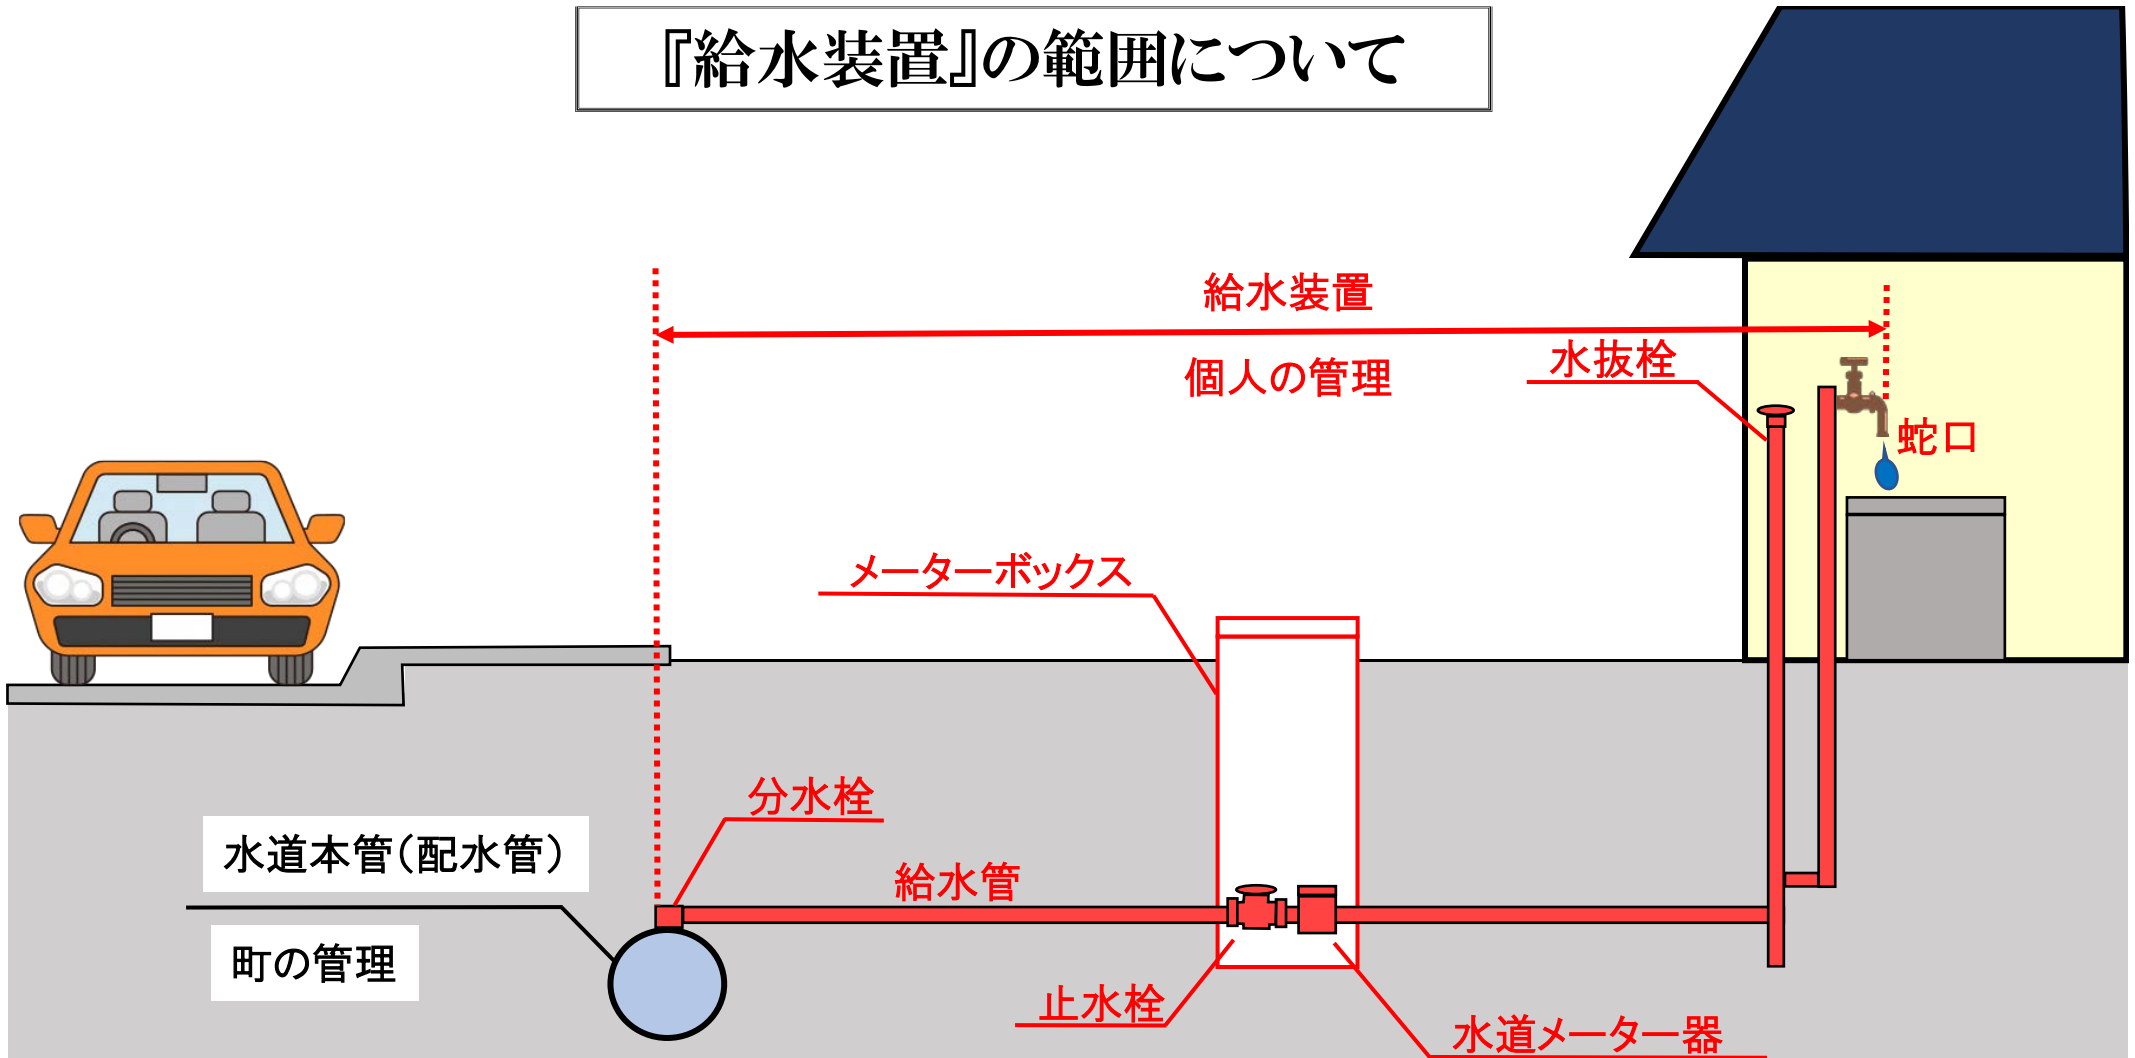 『給水装置』の範囲について
給水装置
個人の管理
水抜栓
蛇口
メーターボックス
分水栓
水道本管（配水管）
給水管
町の管理
止水栓
水道メーター器